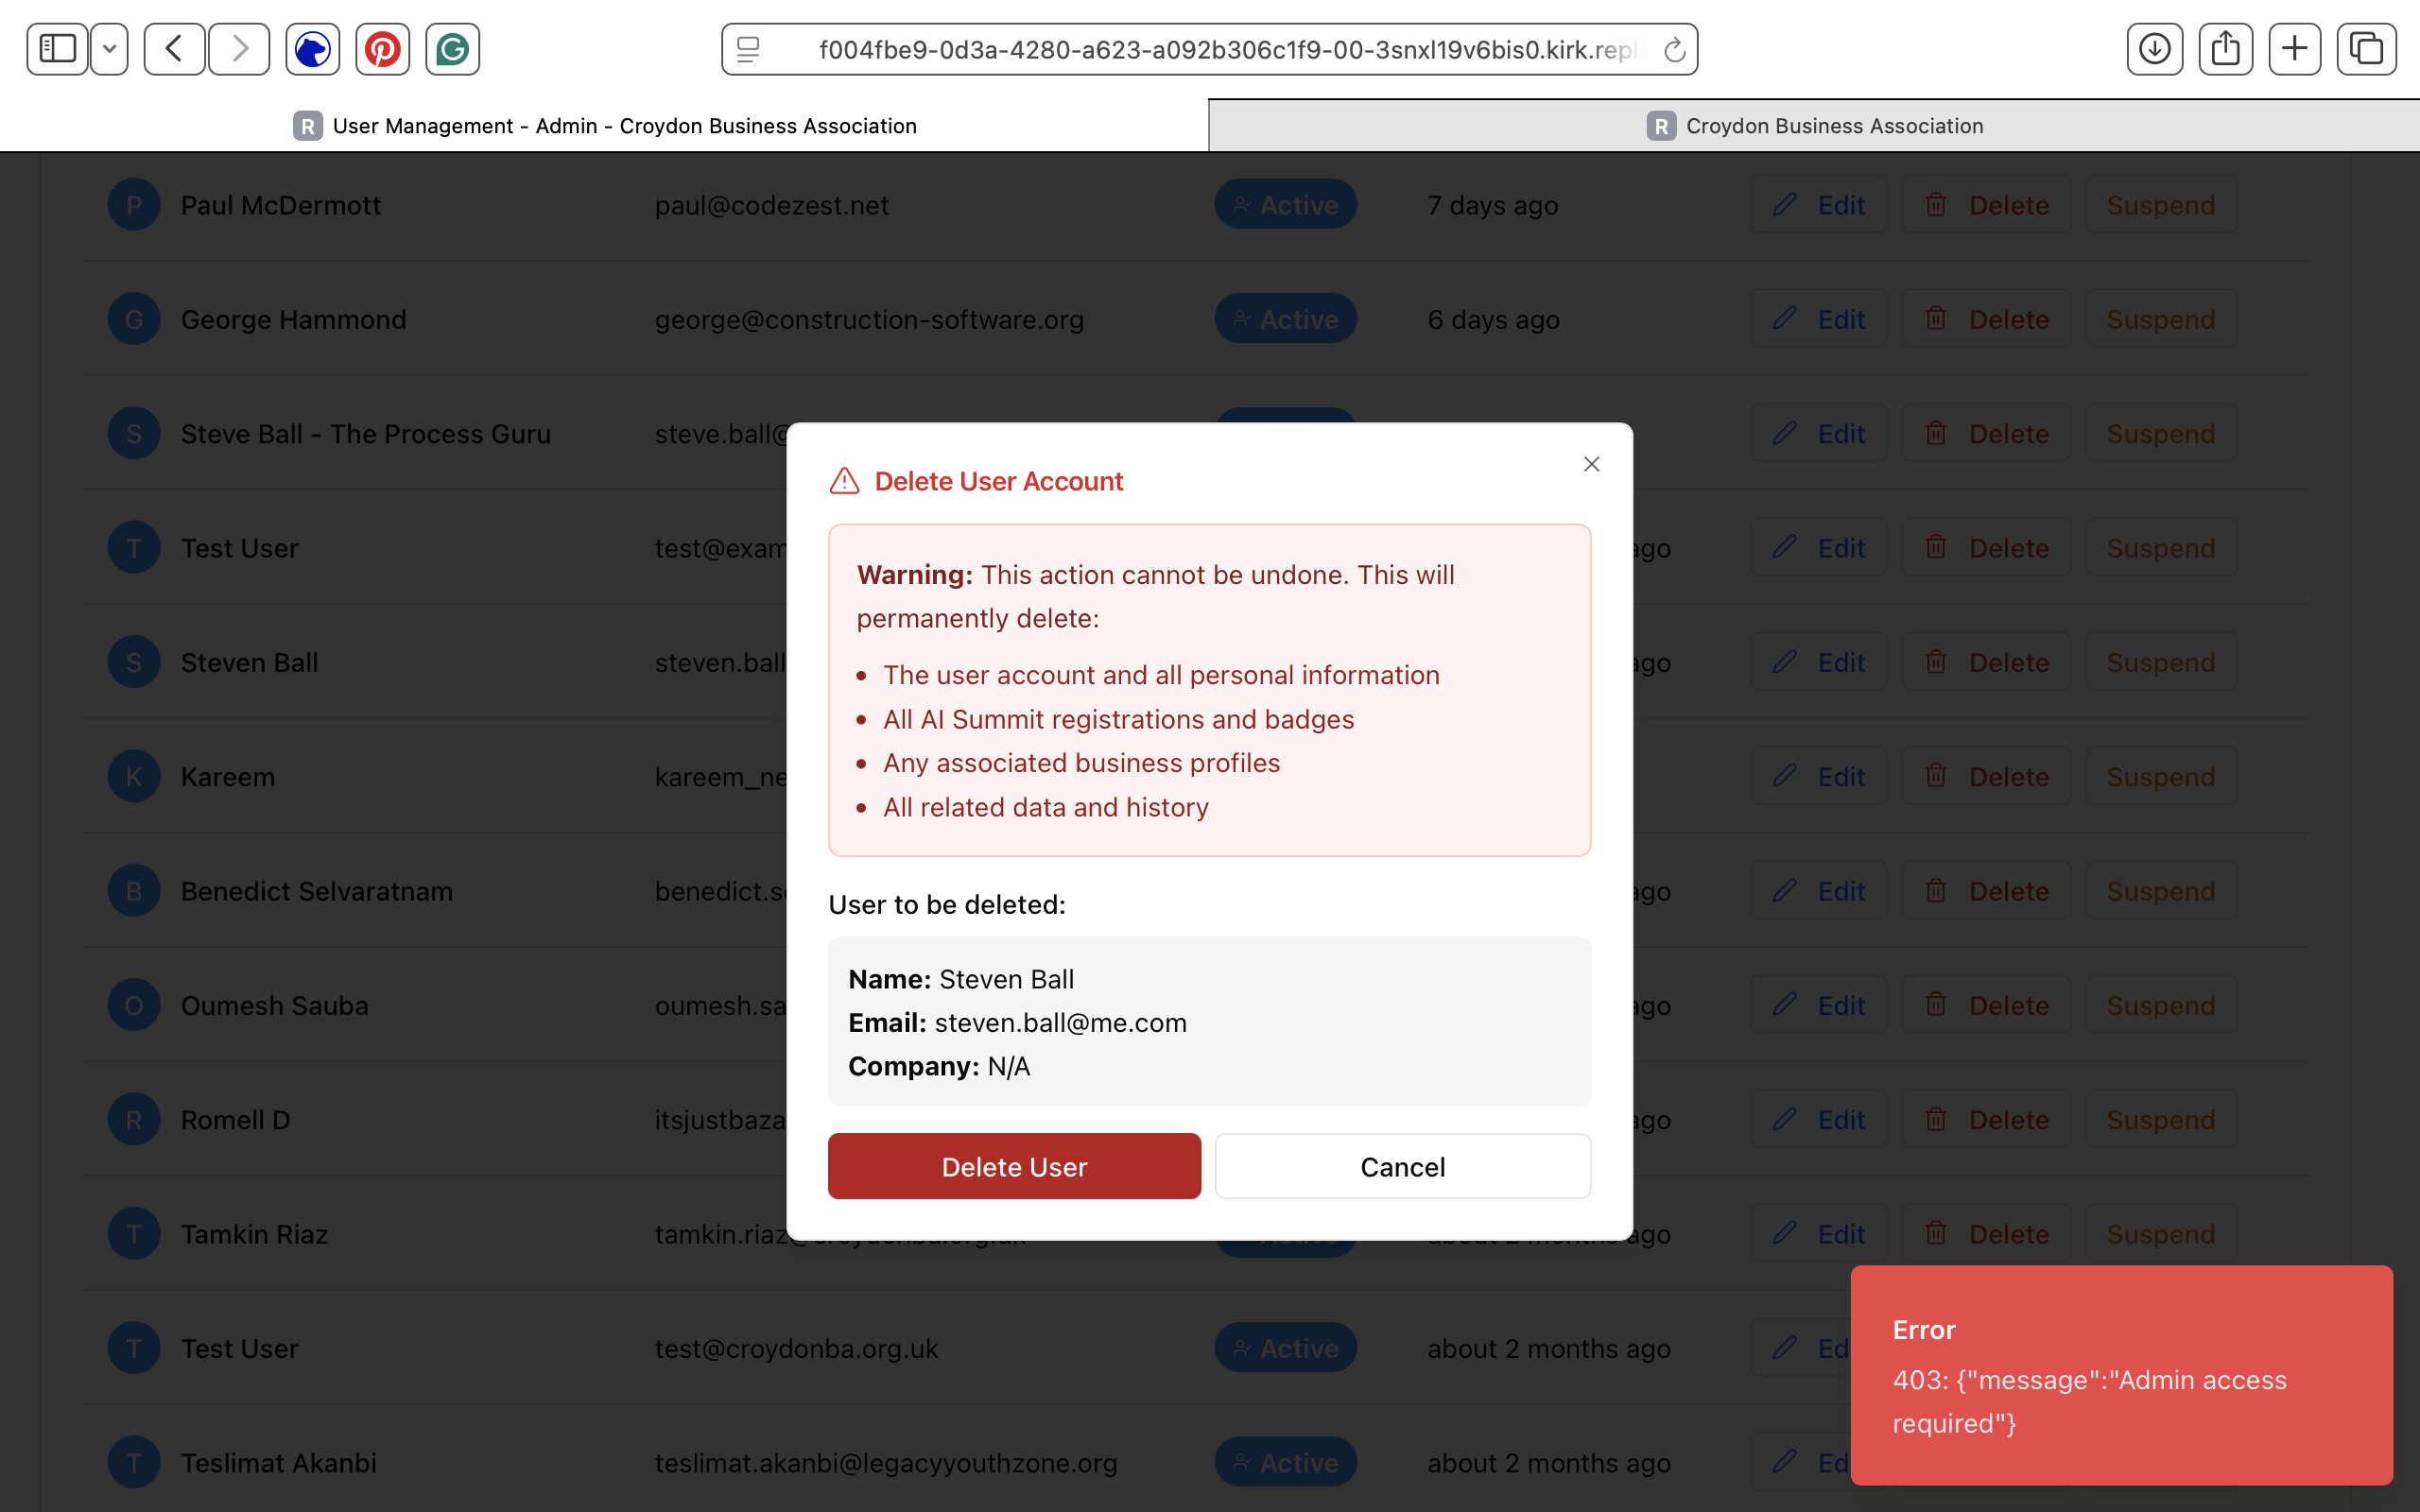 f004fbe9-0d3a-4280-a623-a092b306c1f9-00-3snxl19v6bis0.kirk.repl
R User Management - Admin - Croydon Business Association
R Croydon Business Association
P Paul McDermott paul@codezest.net Active 7 days ago Edit Delete Suspend
G George Hammond george@construction-software.org Active 6 days ago Edit Delete Suspend
S Steve Ball - The Process Guru steve.ball@ Edit Delete Suspend
T Test User test@exam ago Edit Delete Suspend
S Steven Ball steven.ball ago Edit Delete Suspend
K Kareem kareem_ne Edit Delete Suspend
B Benedict Selvaratnam benedict.s ago Edit Delete Suspend
O Oumesh Sauba oumesh.sa ago Edit Delete Suspend
R Romell D itsjustbaza ago Edit Delete Suspend
T Tamkin Riaz tamkin.riaz ago Edit Delete Suspend
T Test User test@croydonba.org.uk Active about 2 months ago Ed
T Teslimat Akanbi teslimat.akanbi@legacyyouthzone.org Active about 2 months ago Ed
Delete User Account
Warning: This action cannot be undone. This will
permanently delete:
• The user account and all personal information
• All AI Summit registrations and badges
• Any associated business profiles
• All related data and history
User to be deleted:
Name: Steven Ball
Email: steven.ball@me.com
Company: N/A
Delete User
Cancel
Error
403: {"message":"Admin access
required"}